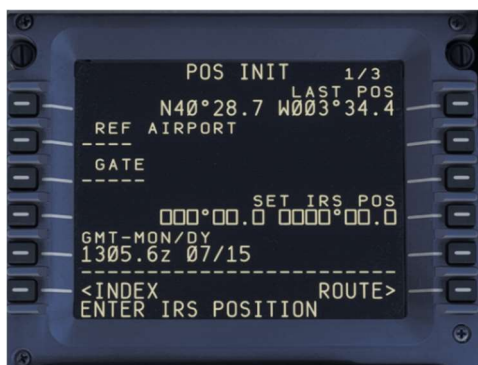 POS INIT 1/3
LAST POS
N40°28.7 W003°34.4
REF AIRPORT
----
GATE
-----
SET IRS POS
□□□°□□.□ □□□□°□□.□
GMT-MON/DY
1305.6z 07/15
--------------------------------
<INDEX ROUTE>
ENTER IRS POSITION